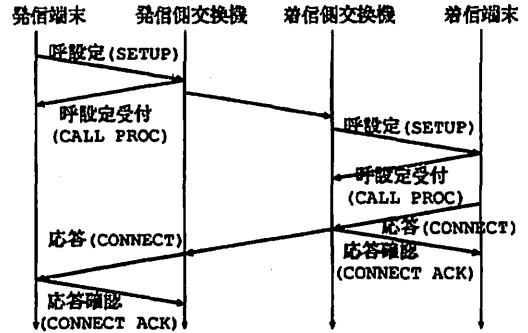 発信端末 発信側交換機 着信側交換機 着信端末
呼設定(SETUP)
呼設定受付
(CALL PROC)
呼設定(SETUP)
呼設定受付
(CALL PROC)
応答(CONNECT)
応答(CONNECT)
応答確認
(CONNECT ACK)
応答確認
(CONNECT ACK)